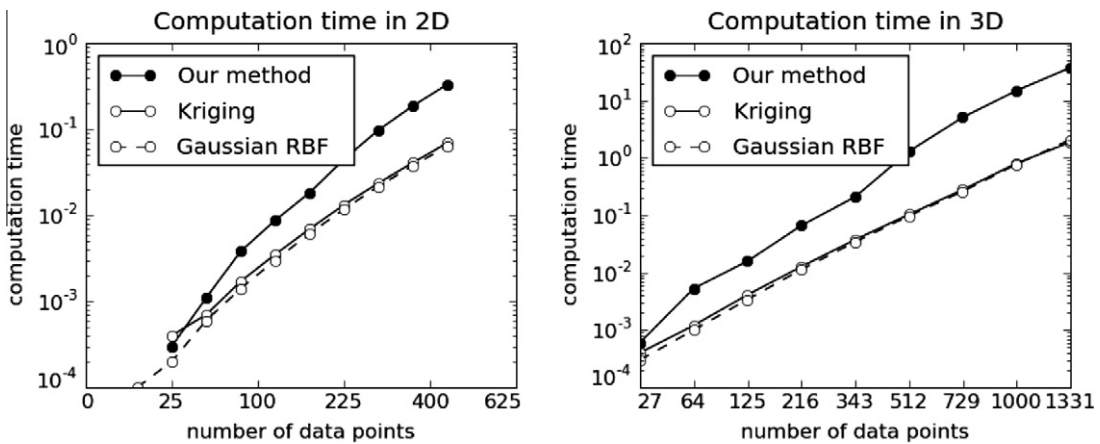 Computation time in 2D
computation time
10^0
10^-1
10^-2
10^-3
10^-4
Our method
Kriging
Gaussian RBF
0 25 100 225 400 625
number of data points
Computation time in 3D
computation time
10^2
10^1
10^0
10^-1
10^-2
10^-3
10^-4
Our method
Kriging
Gaussian RBF
27 64 125 216 343 512 729 1000 1331
number of data points